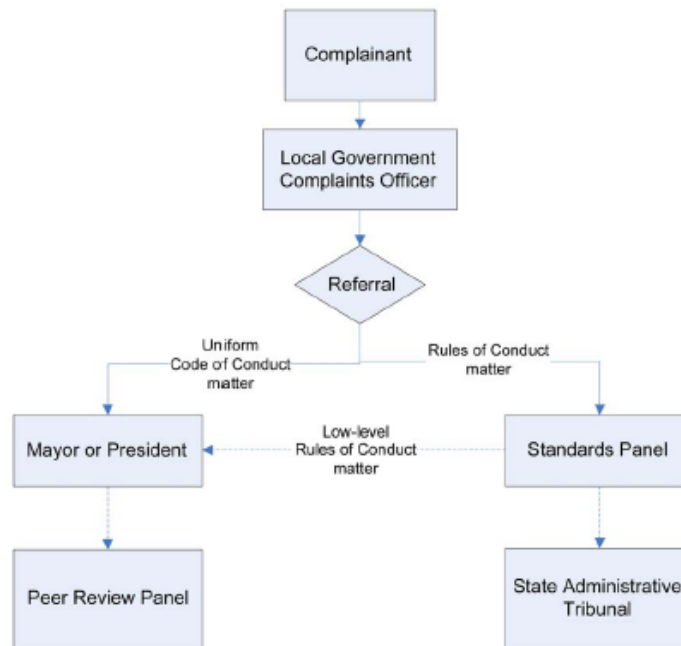 Complainant
Local Government
Complaints Officer
Referral
Uniform
Code of Conduct
matter
Rules of Conduct
matter
Mayor or President
Low-level
Rules of Conduct
matter
Standards Panel
Peer Review Panel
State Administrative
Tribunal